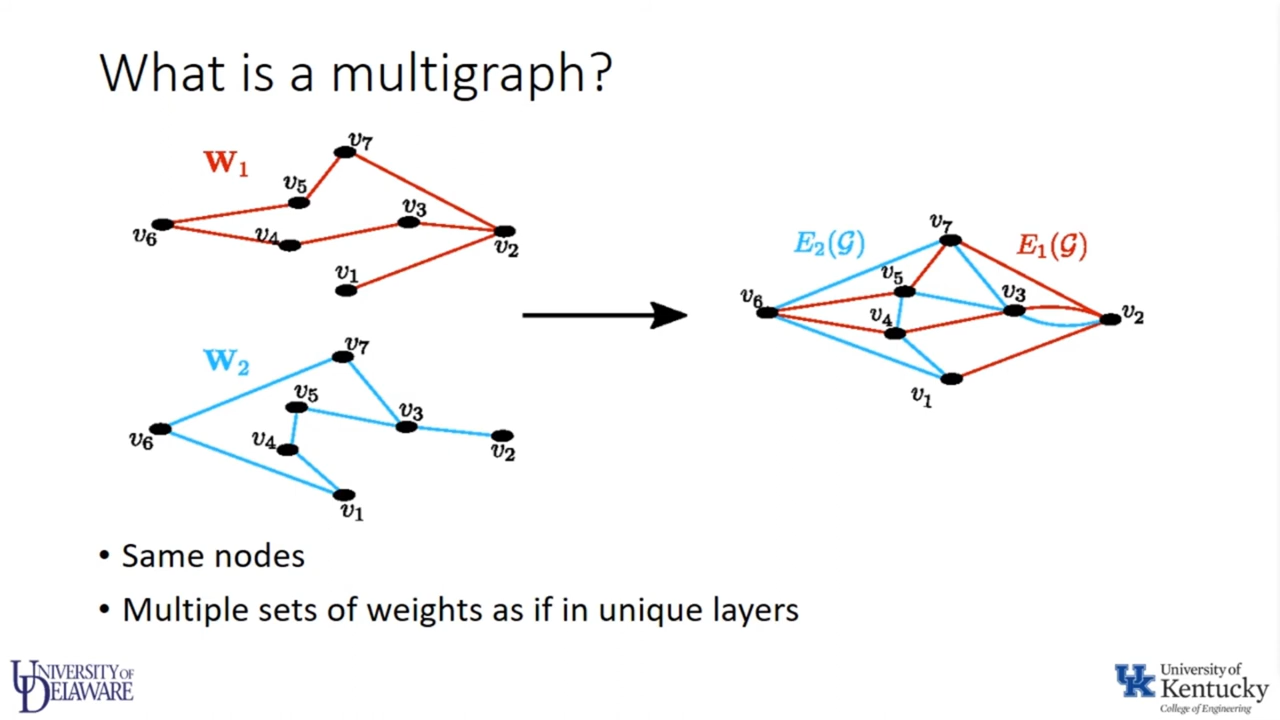 What is a multigraph?
W₁
v₇
v₅
v₃
v₆
v₄
v₂
v₁
W₂
v₇
v₅
v₃
v₄
v₆
v₂
v₁
E₂(𝒢)
v₇
E₁(𝒢)
v₅
v₆
v₃
v₄
v₂
v₁
• Same nodes
• Multiple sets of weights as if in unique layers
UNIVERSITY OF
DELAWARE
UK
University of
Kentucky
College of Engineering